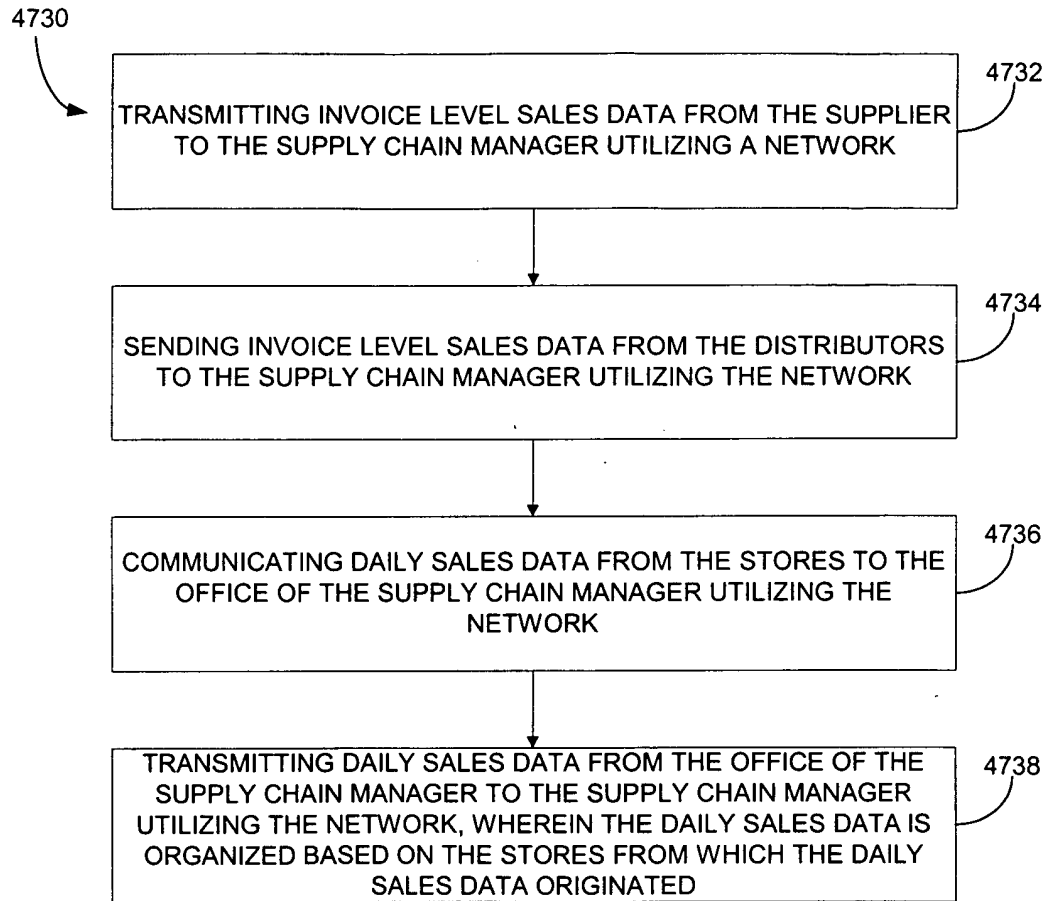 4730
4732
TRANSMITTING INVOICE LEVEL SALES DATA FROM THE SUPPLIER
TO THE SUPPLY CHAIN MANAGER UTILIZING A NETWORK
4734
SENDING INVOICE LEVEL SALES DATA FROM THE DISTRIBUTORS
TO THE SUPPLY CHAIN MANAGER UTILIZING THE NETWORK
4736
COMMUNICATING DAILY SALES DATA FROM THE STORES TO THE
OFFICE OF THE SUPPLY CHAIN MANAGER UTILIZING THE
NETWORK
4738
TRANSMITTING DAILY SALES DATA FROM THE OFFICE OF THE
SUPPLY CHAIN MANAGER TO THE SUPPLY CHAIN MANAGER
UTILIZING THE NETWORK, WHEREIN THE DAILY SALES DATA IS
ORGANIZED BASED ON THE STORES FROM WHICH THE DAILY
SALES DATA ORIGINATED